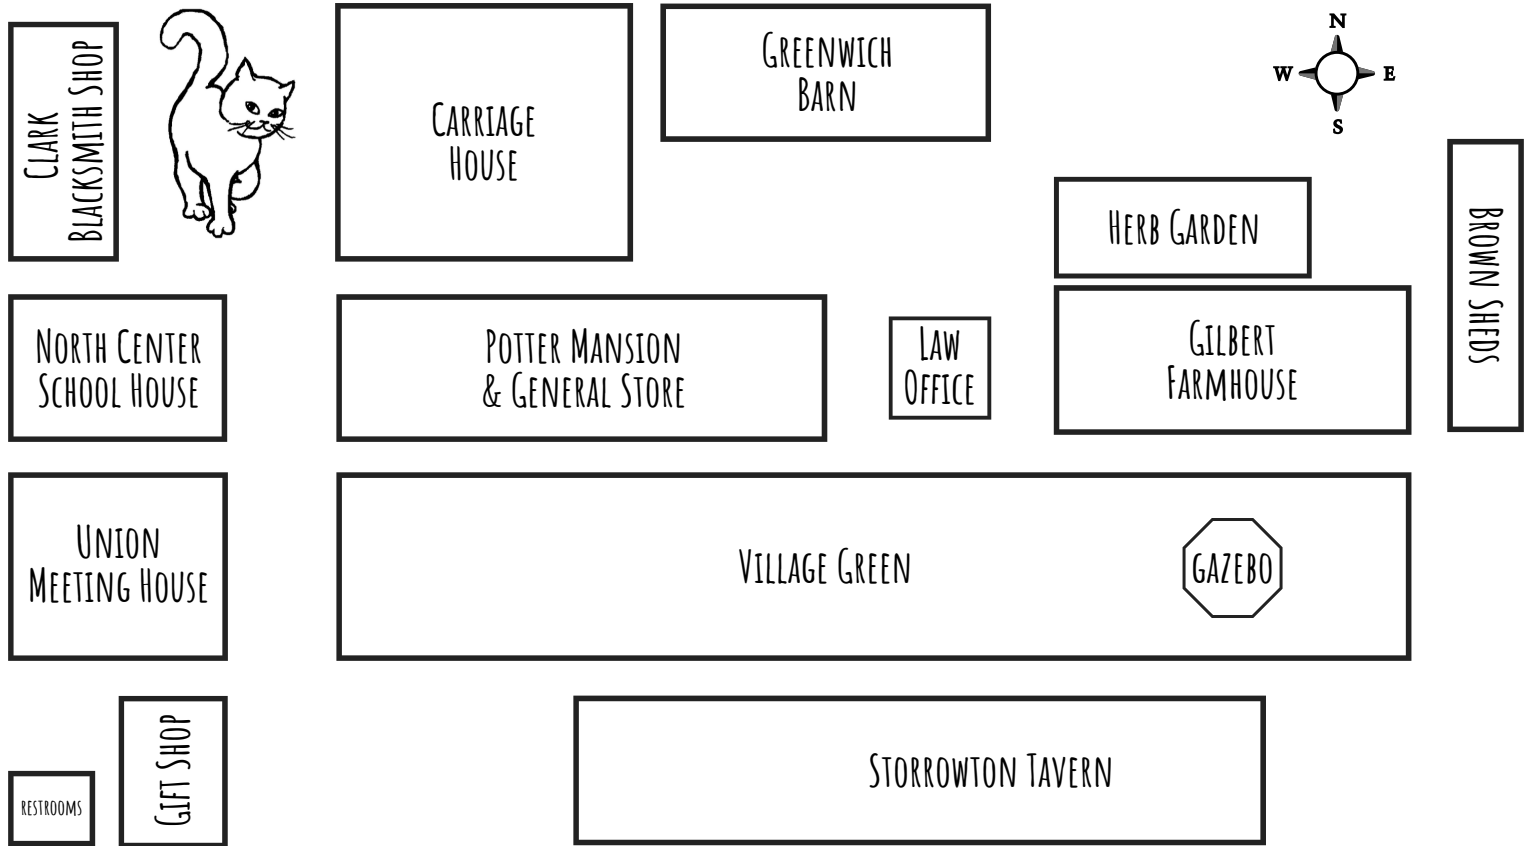 Clark
Blacksmith Shop
Carriage
House
Greenwich
Barn
N
W
E
S
Herb Garden
Brown Sheds
North Center
School House
Potter Mansion
& General Store
Law
Office
Gilbert
Farmhouse
Union
Meeting House
Village Green
gazebo
Gift Shop
restrooms
Storrowton Tavern